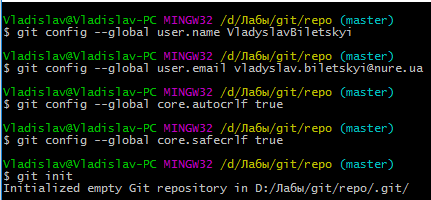 Vladislav@Vladislav-PC MINGW32 /d/Лабы/git/repo (master)
$ git config --global user.name VladyslavBiletskyi
Vladislav@Vladislav-PC MINGW32 /d/Лабы/git/repo (master)
$ git config --global user.email vladyslav.biletskyi@nure.ua
Vladislav@Vladislav-PC MINGW32 /d/Лабы/git/repo (master)
$ git config --global core.autocrlf true
Vladislav@Vladislav-PC MINGW32 /d/Лабы/git/repo (master)
$ git config --global core.safecrlf true
Vladislav@Vladislav-PC MINGW32 /d/Лабы/git/repo (master)
$ git init
Initialized empty Git repository in D:/Лабы/git/repo/.git/